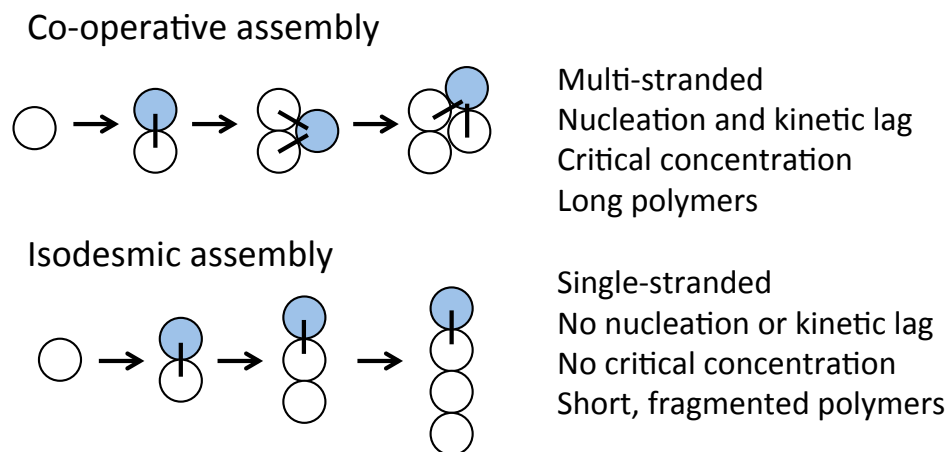 Co-operative assembly
Multi-stranded
Nucleation and kinetic lag
Critical concentration
Long polymers
Isodesmic assembly
Single-stranded
No nucleation or kinetic lag
No critical concentration
Short, fragmented polymers